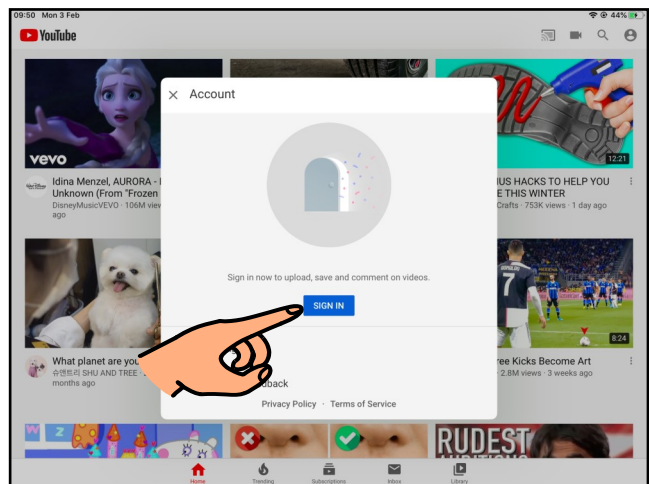 09:50 Mon 3 Feb
44%
YouTube
Account
vevo
12:21
Idina Menzel, AURORA -
Unknown (From "Frozen
DisneyMusicVEVO · 106M view
ago
IUS HACKS TO HELP YOU
E THIS WINTER
Crafts · 753K views · 1 day ago
Sign in now to upload, save and comment on videos.
SIGN IN
RONALDO
7
8:24
What planet are you
슈앤트리 SHU AND TREE ·
months ago
ree Kicks Become Art
2.8M views · 3 weeks ago
dback
Privacy Policy · Terms of Service
W Z
RUDEST
Home
Trending
Subscriptions
Inbox
Library